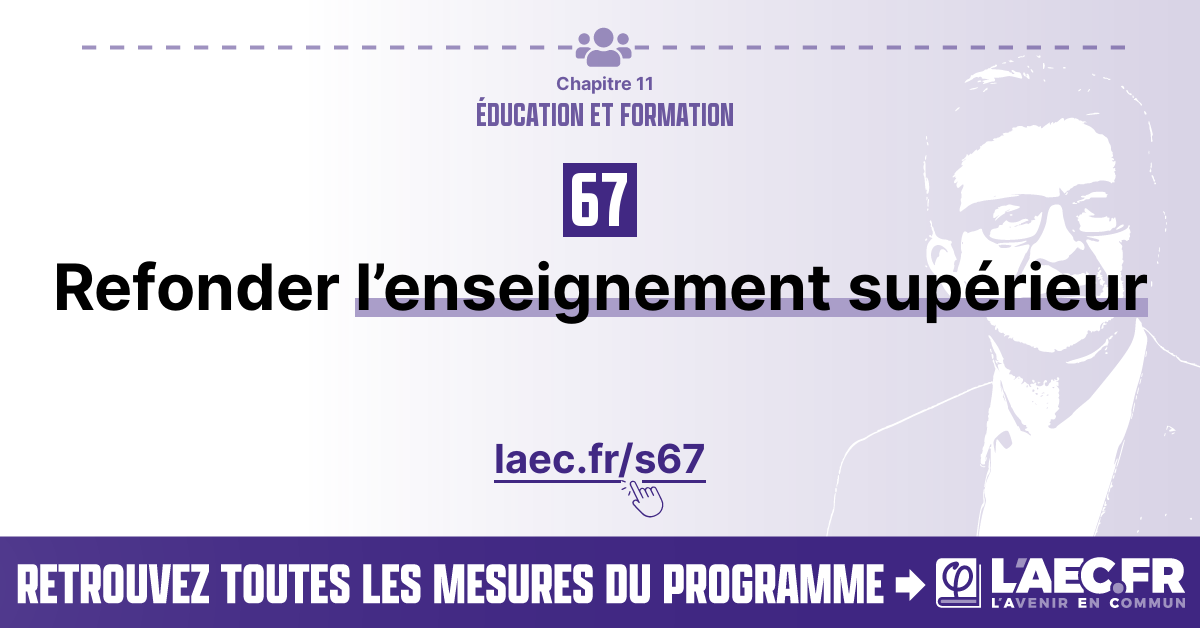 Chapitre 11
ÉDUCATION ET FORMATION
67
Refonder l’enseignement supérieur
laec.fr/s67
RETROUVEZ TOUTES LES MESURES DU PROGRAMME
L'AEC.FR
L'AVENIR EN COMMUN